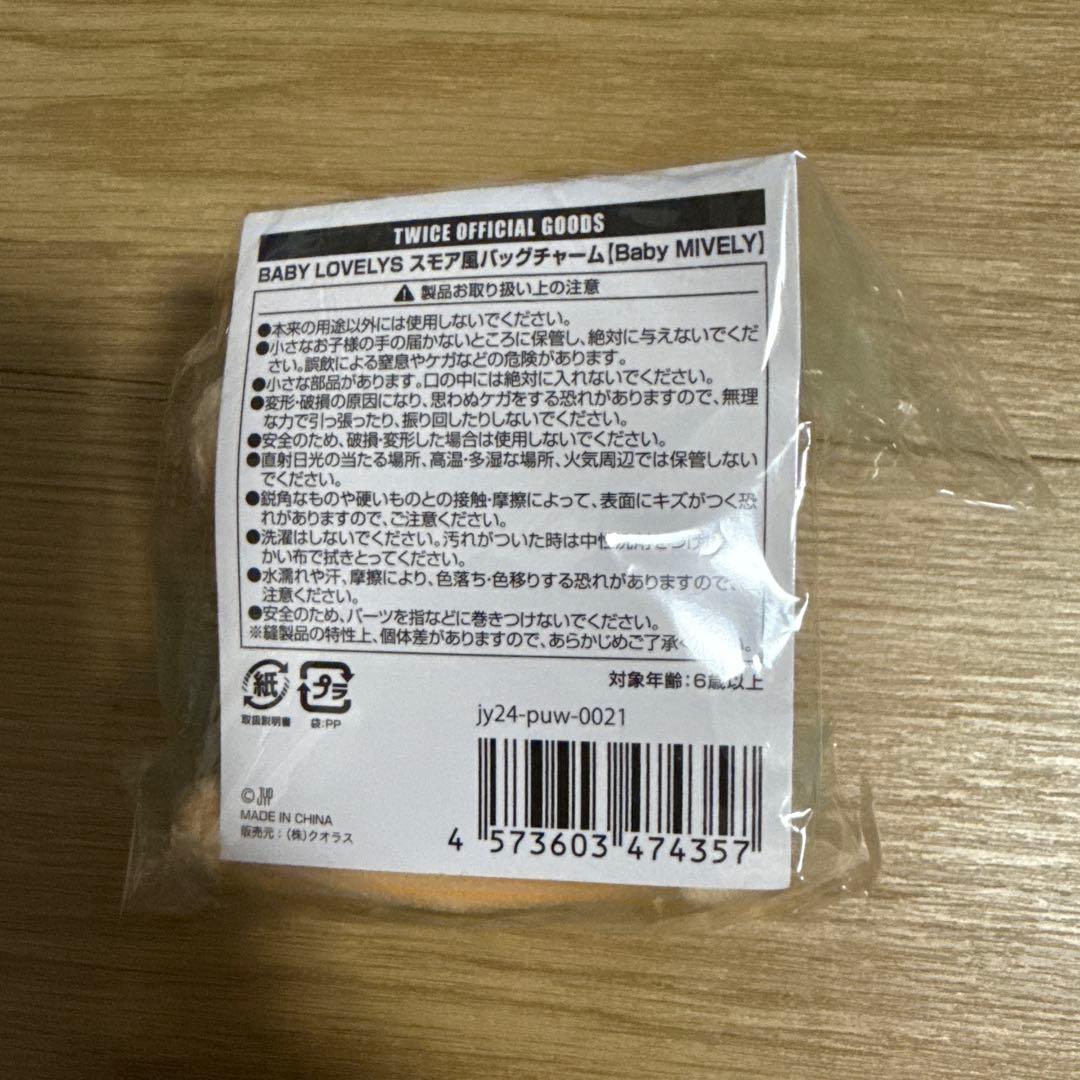 TWICE OFFICIAL GOODS
BABY LOVELYS スモア風バッグチャーム【Baby MIVELY】
製品お取り扱い上の注意
●本来の用途以外には使用しないでください。
●小さなお子様の手の届かないところに保管し、絶対に与えないでくだ
さい。誤飲による窒息やケガなどの危険があります。
●小さな部品があります。口の中には絶対に入れないでください。
●変形・破損の原因になり、思わぬケガをする恐れがありますので、無理
な力で引っ張ったり、振り回したりしないでください。
●安全のため、破損・変形した場合は使用しないでください。
●直射日光の当たる場所、高温・多湿な場所、火気周辺では保管しない
でください。
●鋭角なものや硬いものとの接触・摩擦によって、表面にキズがつく恐
れがありますので、ご注意ください。
●洗濯はしないでください。汚れがついた時は中性洗剤をつけ
かい布で拭きとってください。
●水濡れや汗、摩擦により、色落ち・色移りする恐れがありますので、
注意ください。
●安全のため、パーツを指などに巻きつけないでください。
※縫製品の特性上、個体差がありますので、あらかじめご了承く い。
対象年齢:6歳以上
紙
取扱説明書
プラ
袋:PP
jy24-puw-0021
© JYP
MADE IN CHINA
販売元:(株)クオラス
4 573603 474357